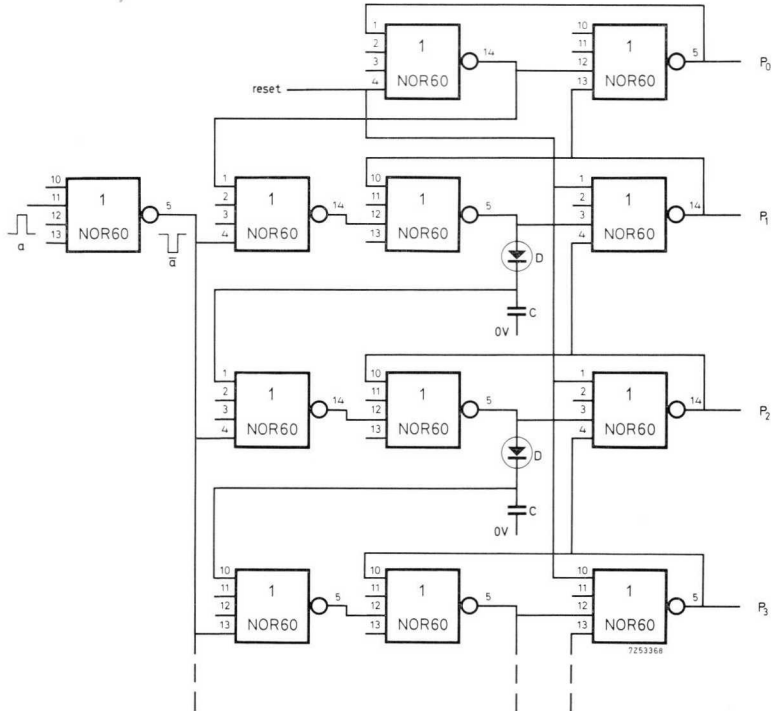 1 1 14 10 1 5 P0
2 11
3 NOR60 12 NOR60
reset 4 13
10 1 5 1 1 14 10 1 5 1 1 14 P1
11 2 11 2
12 NOR60 3 NOR60 12 NOR60 3 NOR60
a 13 ā 4 13 4
D
C
0V
1 1 14 10 1 5 1 1 14 P2
2 11 2
3 NOR60 12 NOR60 3 NOR60
4 13 4
D
C
0V
10 1 5 10 1 5 10 1 5 P3
11 11 11
12 NOR60 12 NOR60 12 NOR60
13 13 13
7253368